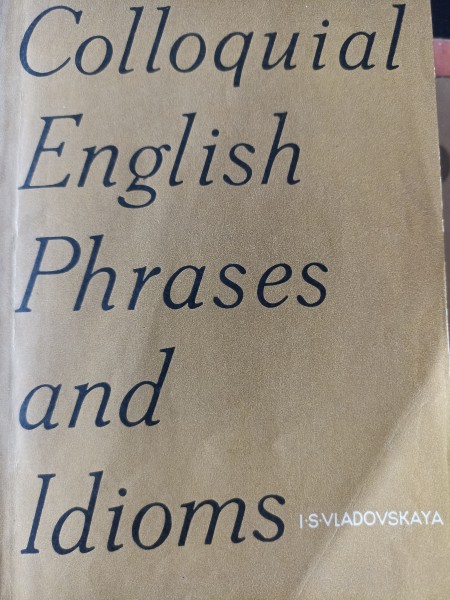 Colloquial
English
Phrases
and
Idioms
I·S·VLADOVSKAYA